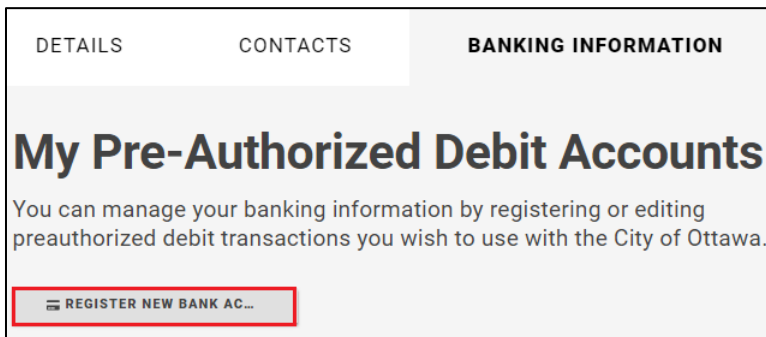 DETAILS CONTACTS BANKING INFORMATION
My Pre-Authorized Debit Accounts
You can manage your banking information by registering or editing
preauthorized debit transactions you wish to use with the City of Ottawa.
REGISTER NEW BANK AC...